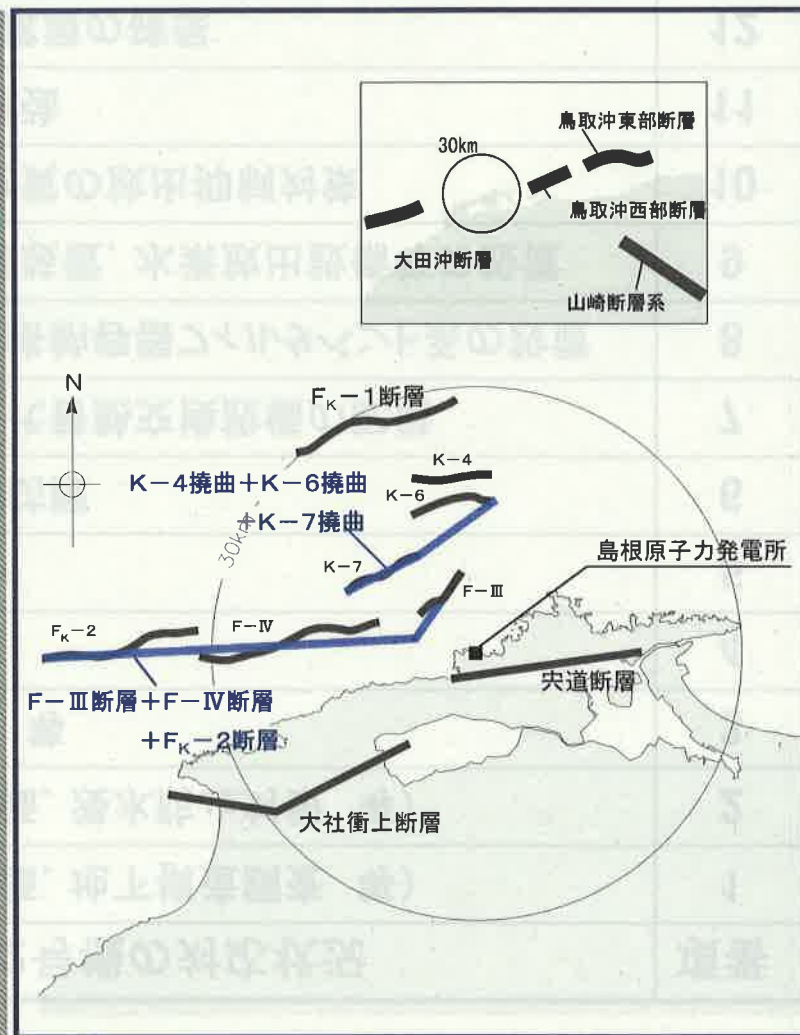 鳥取沖東部断層
30km
鳥取沖西部断層
大田沖断層
山崎断層系
N
FK-1断層
K-4
K-4撓曲+K-6撓曲
+K-7撓曲
K-6
30km
島根原子力発電所
K-7
F-Ⅲ
FK-2
F-Ⅳ
宍道断層
F-Ⅲ断層+F-Ⅳ断層
+FK-2断層
大社衝上断層